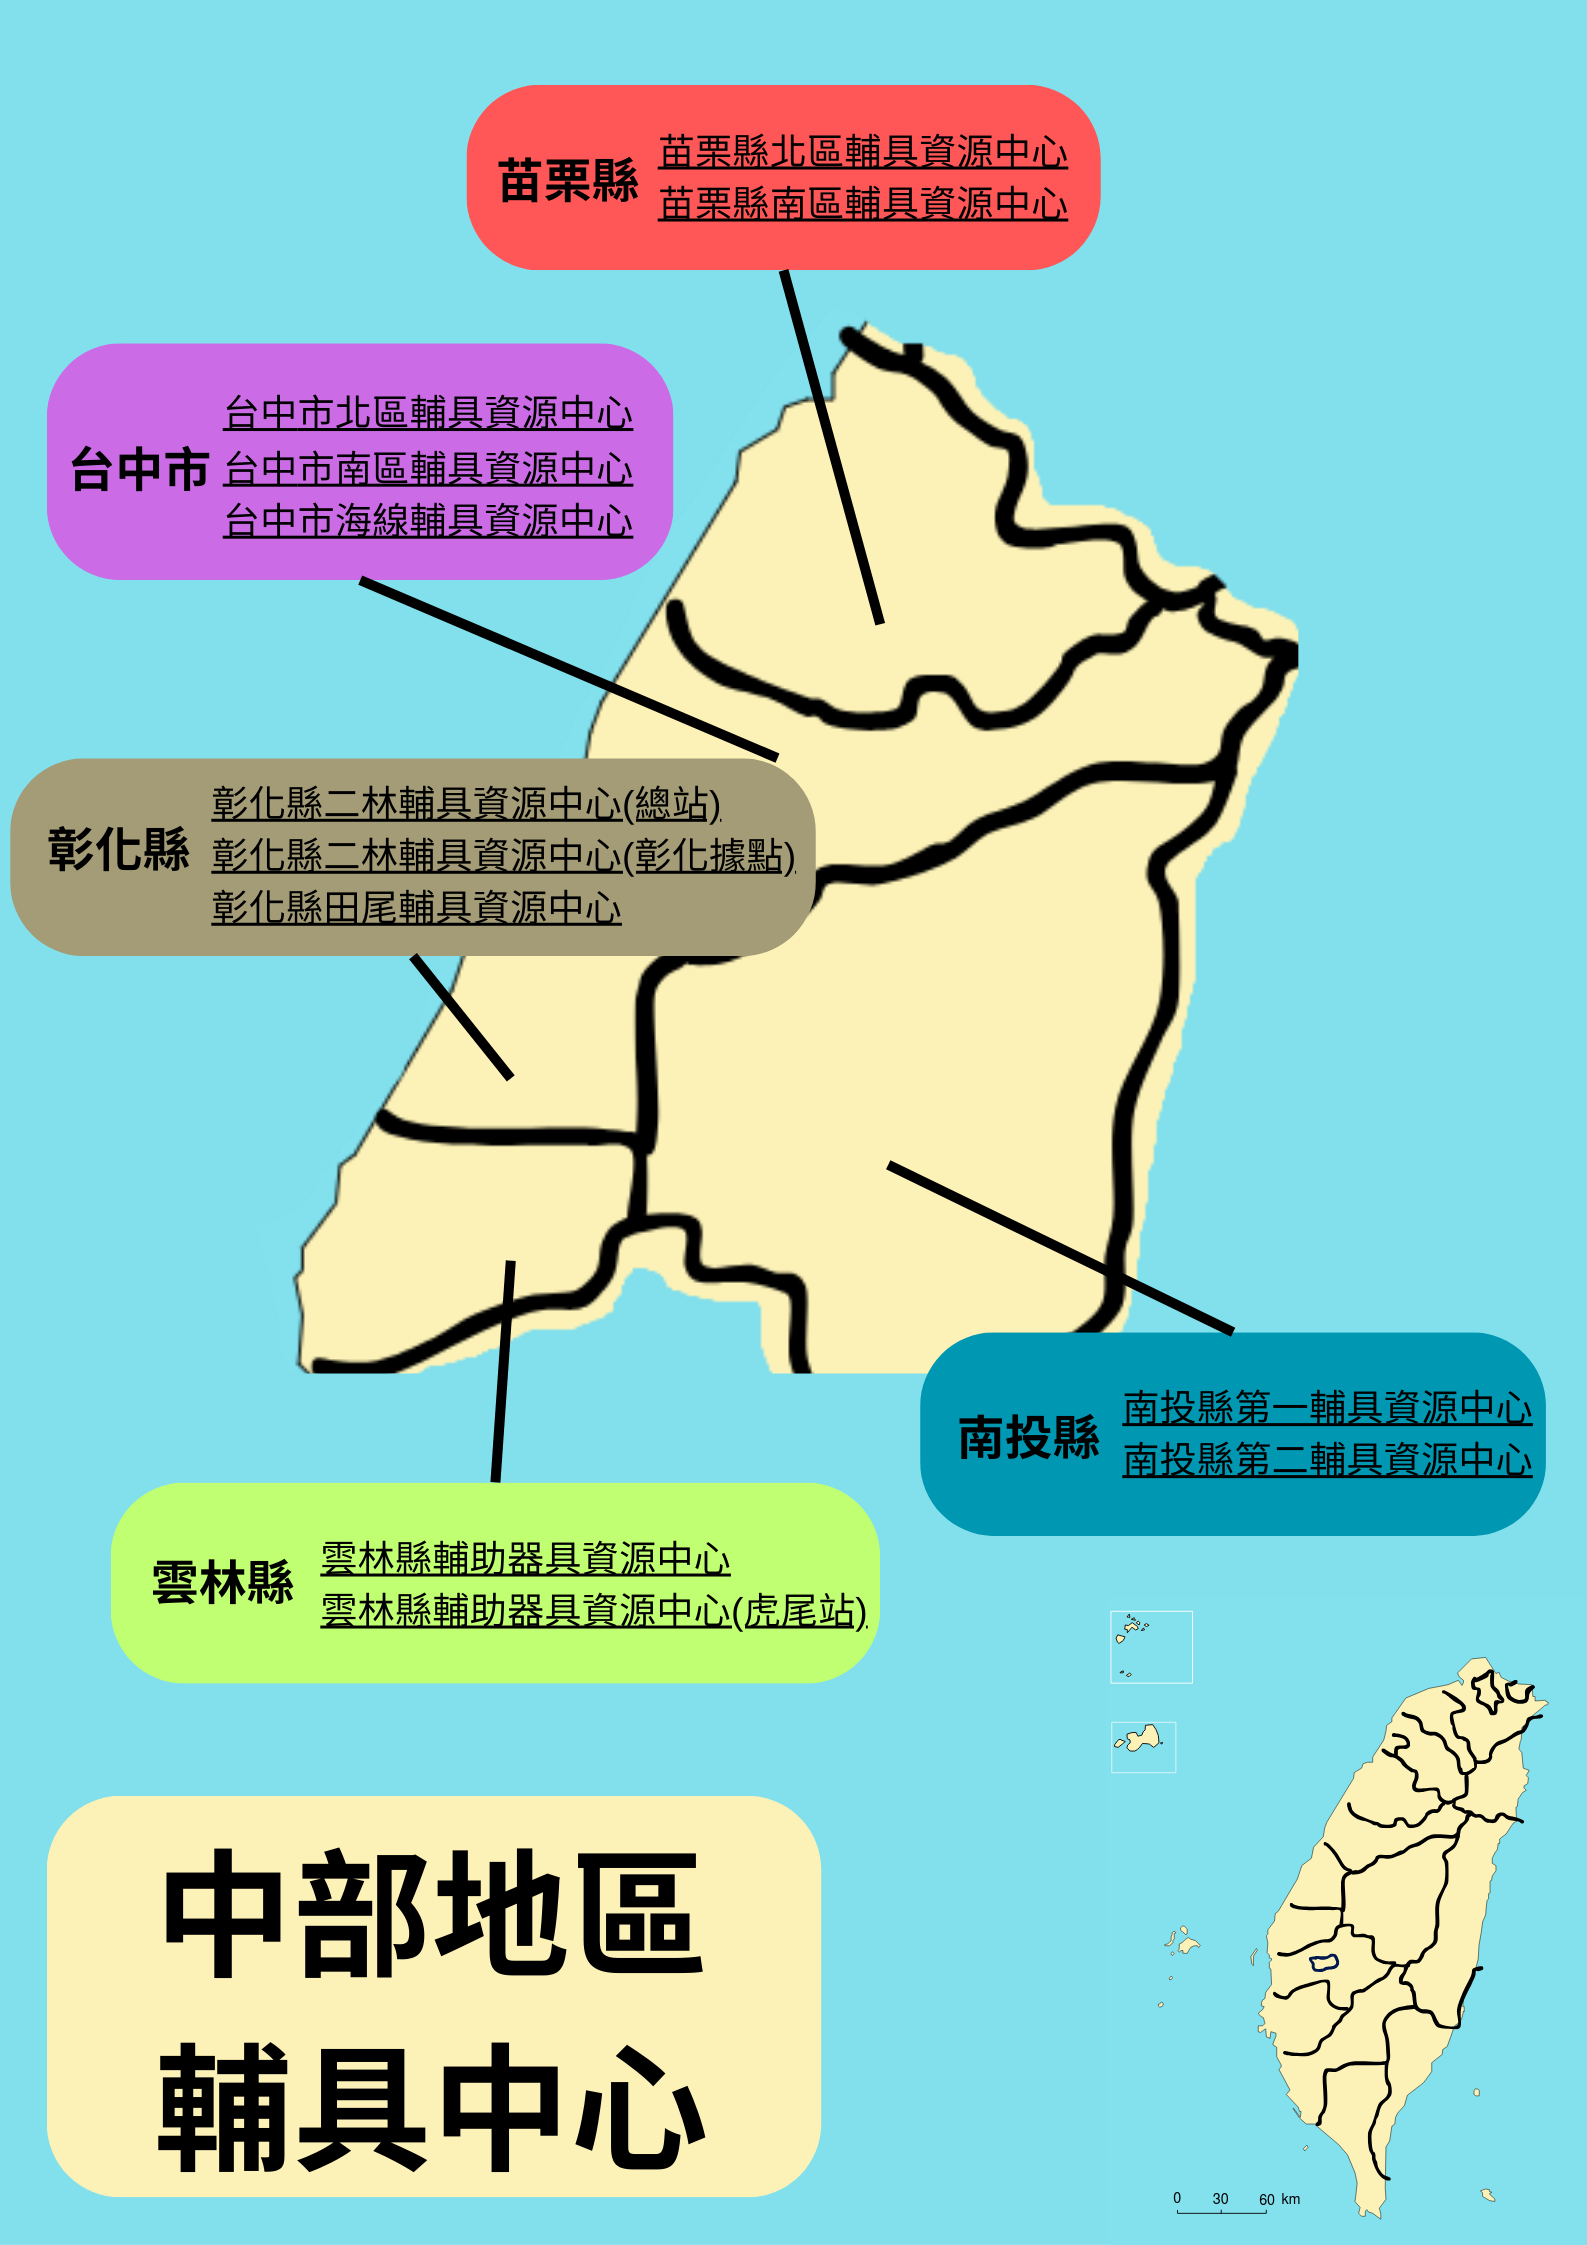 苗栗縣
苗栗縣北區輔具資源中心
苗栗縣南區輔具資源中心
台中市
台中市北區輔具資源中心
台中市南區輔具資源中心
台中市海線輔具資源中心
彰化縣
彰化縣二林輔具資源中心(總站)
彰化縣二林輔具資源中心(彰化據點)
彰化縣田尾輔具資源中心
南投縣
南投縣第一輔具資源中心
南投縣第二輔具資源中心
雲林縣
雲林縣輔助器具資源中心
雲林縣輔助器具資源中心(虎尾站)
中部地區
輔具中心
0 30 60 km